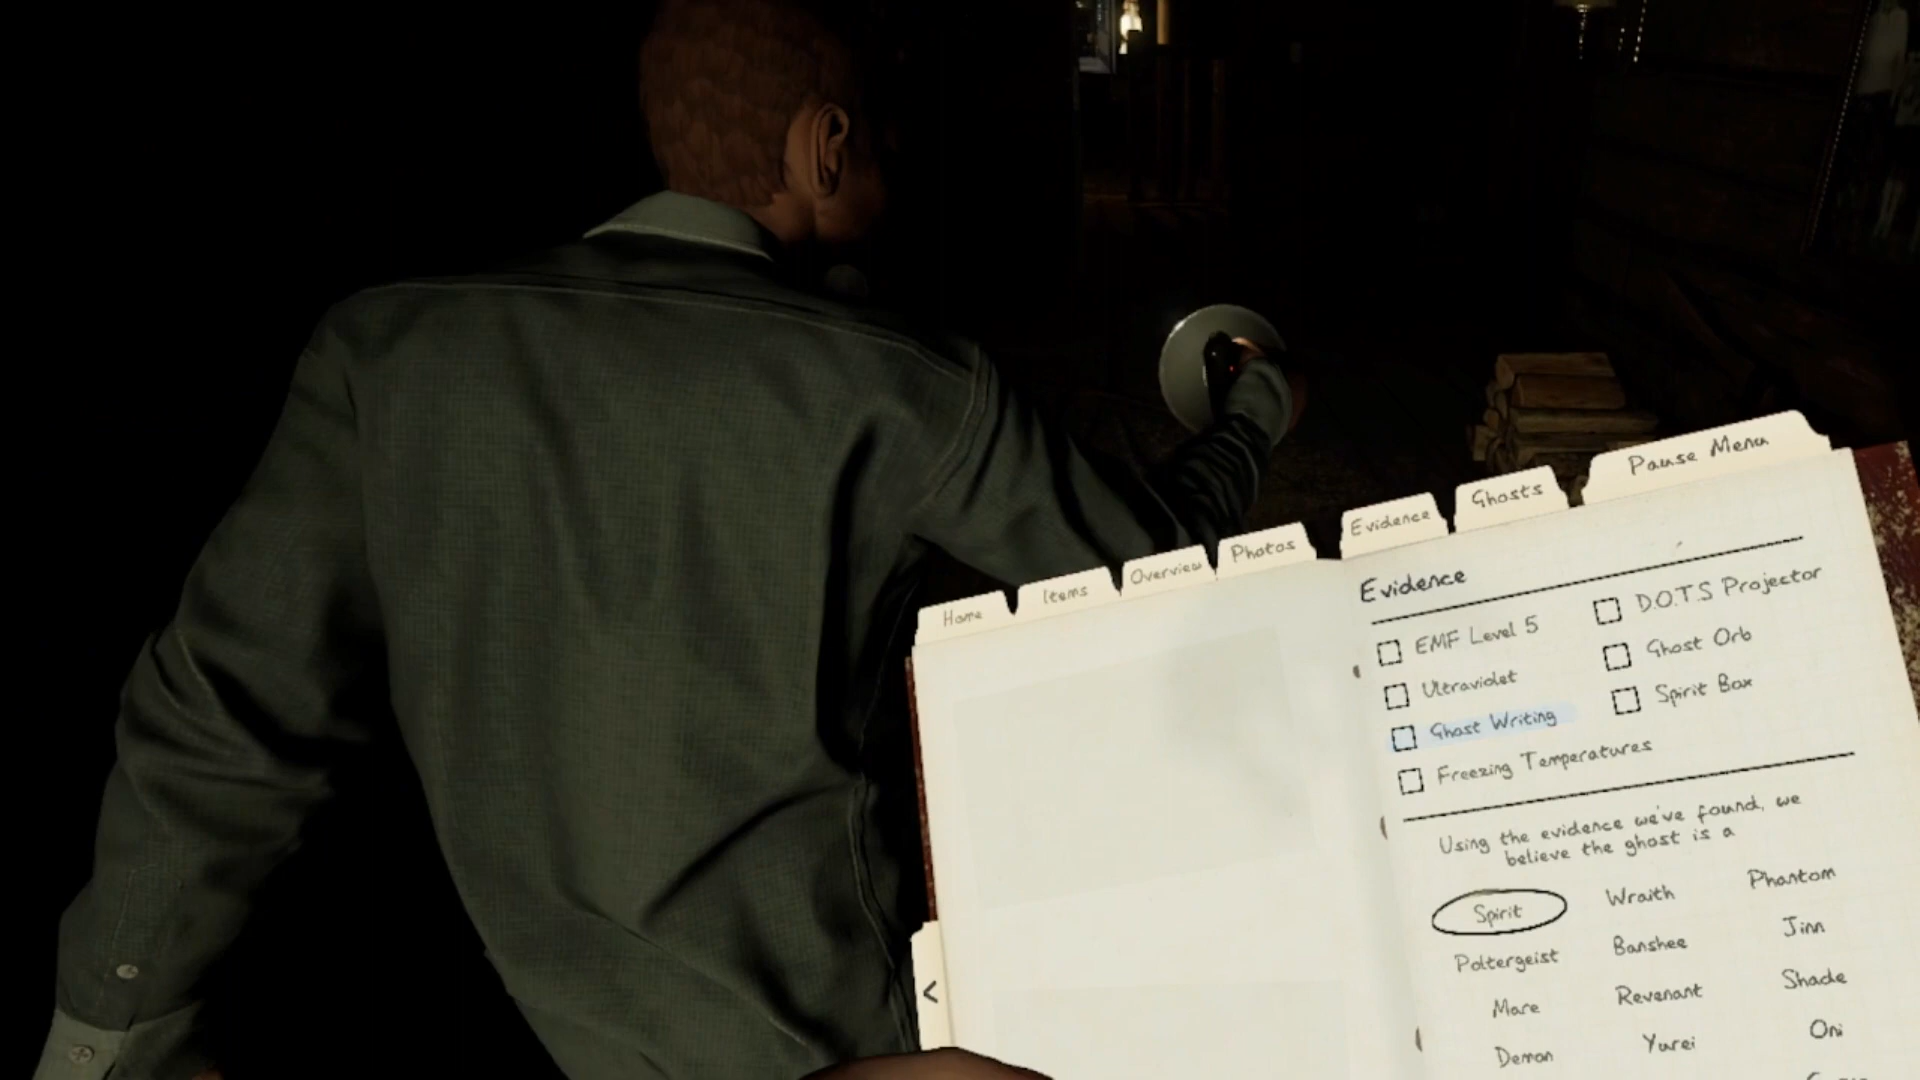 Home
Items
Overview
Photos
Evidence
Ghosts
Pause Menu
Evidence
EMF Level 5
D.O.T.S Projector
Ultraviolet
Ghost Orb
Ghost Writing
Spirit Box
Freezing Temperatures
Using the evidence we've found, we
believe the ghost is a
Spirit Wraith Phantom
Poltergeist Banshee Jinn
Mare Revenant Shade
Demon Yurei Oni
<